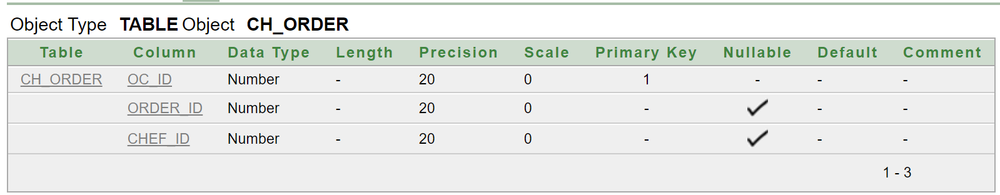 Object Type TABLE Object CH_ORDER
Table Column Data Type Length Precision Scale Primary Key Nullable Default Comment
CH_ORDER OC_ID Number - 20 0 1 - - -
ORDER_ID Number - 20 0 - ✓ - -
CHEF_ID Number - 20 0 - ✓ - -
1 - 3